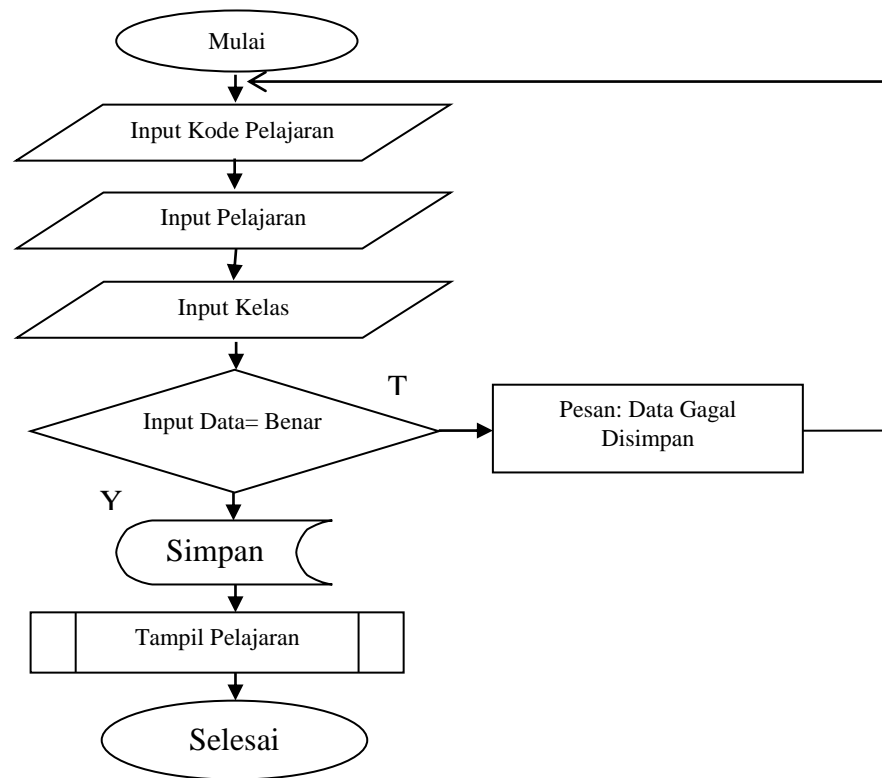 Mulai
Input Kode Pelajaran
Input Pelajaran
Input Kelas
T
Input Data= Benar
Pesan: Data Gagal
Disimpan
Y
Simpan
Tampil Pelajaran
Selesai